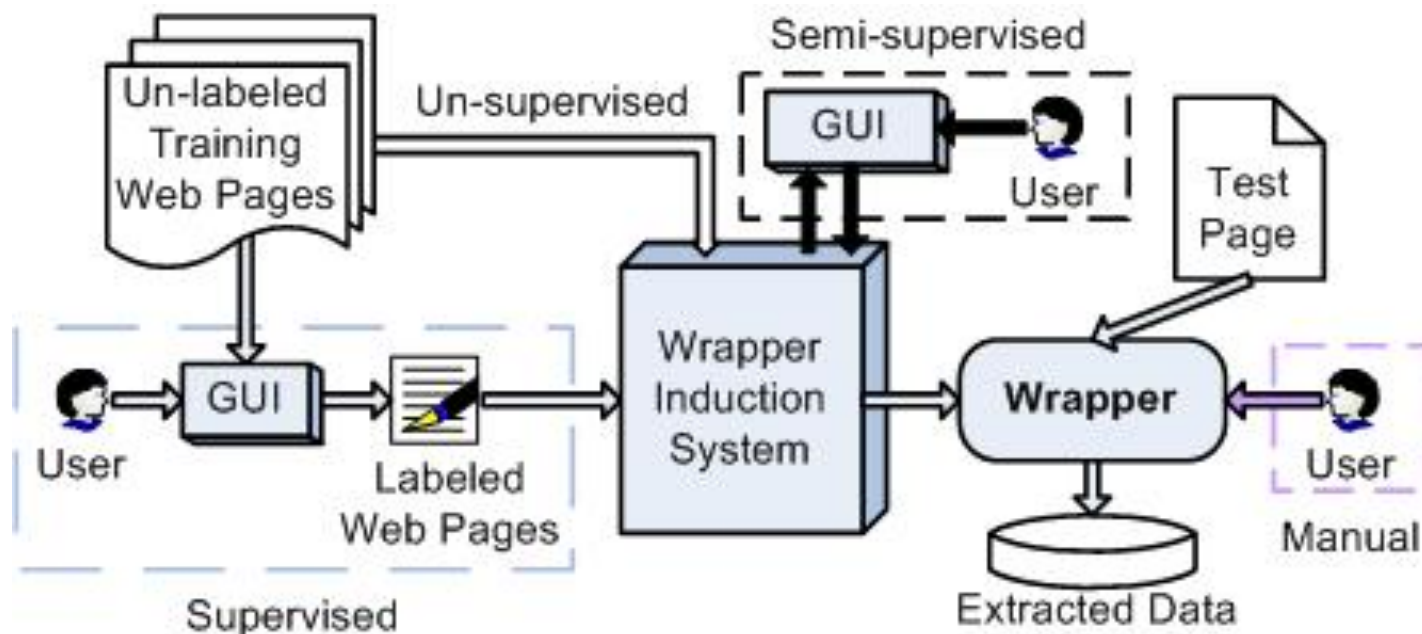 Semi-supervised
Un-labeled
Training
Web Pages
Un-supervised
GUI
User
Test
Page
User
GUI
Labeled
Web Pages
Wrapper
Induction
System
Wrapper
User
Manual
Extracted Data
Supervised